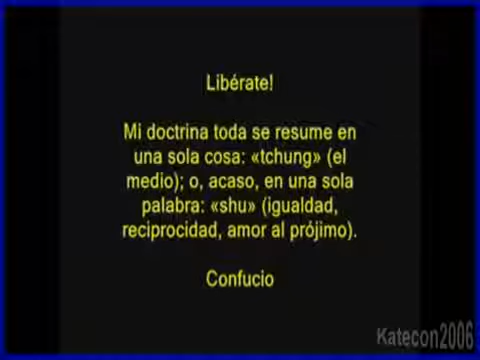 Libérate!
Mi doctrina toda se resume en
una sola cosa: «tchung» (el
medio); o, acaso, en una sola
palabra: «shu» (igualdad,
reciprocidad, amor al prójimo).
Confucio
Katecon2006